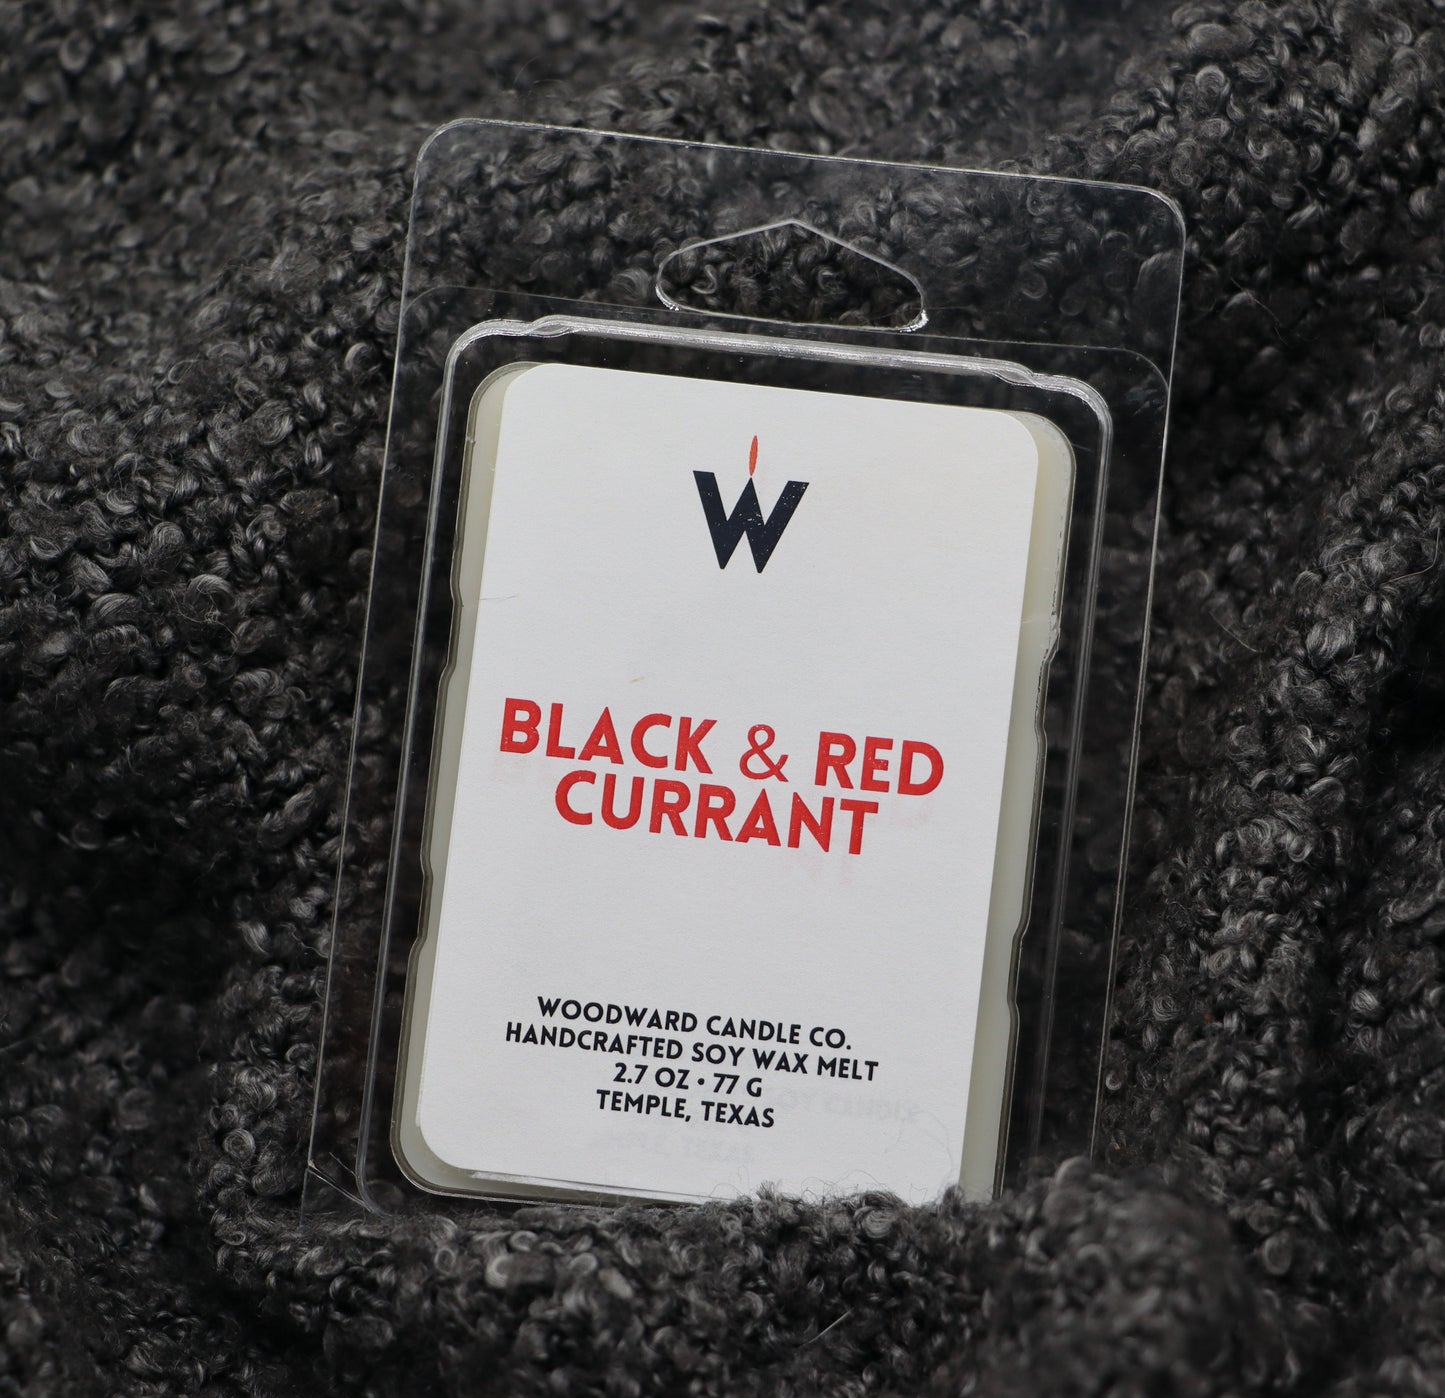 W
BLACK & RED
CURRANT
WOODWARD CANDLE CO.
HANDCRAFTED SOY WAX MELT
2.7 OZ • 77 G
TEMPLE, TEXAS